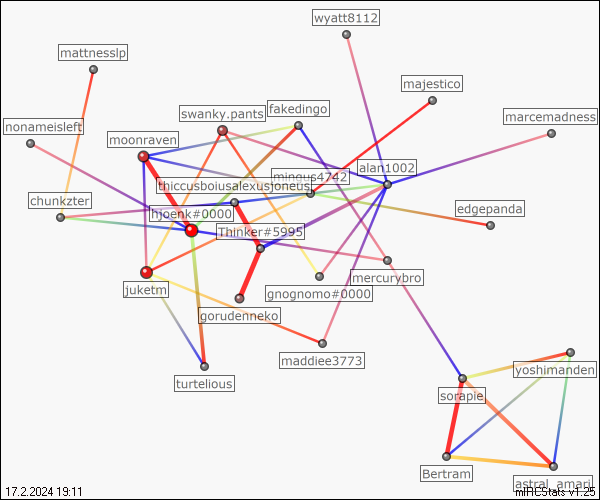 wyatt8112
mattnesslp
majestico
swanky.pants
fakedingo
marcemadness
nonameisleft
moonraven
alan1002
mingus4742
thiccusboiusalexusjoneus
chunkzter
hjoenk#0000
edgepanda
Thinker#5995
mercurybro
juketm
gnognomo#0000
gorudenneko
maddiee3773
yoshimanden
turtelious
sorapie
Bertram
astral_amari
17.2.2024 19:11
mIRCStats v1.25